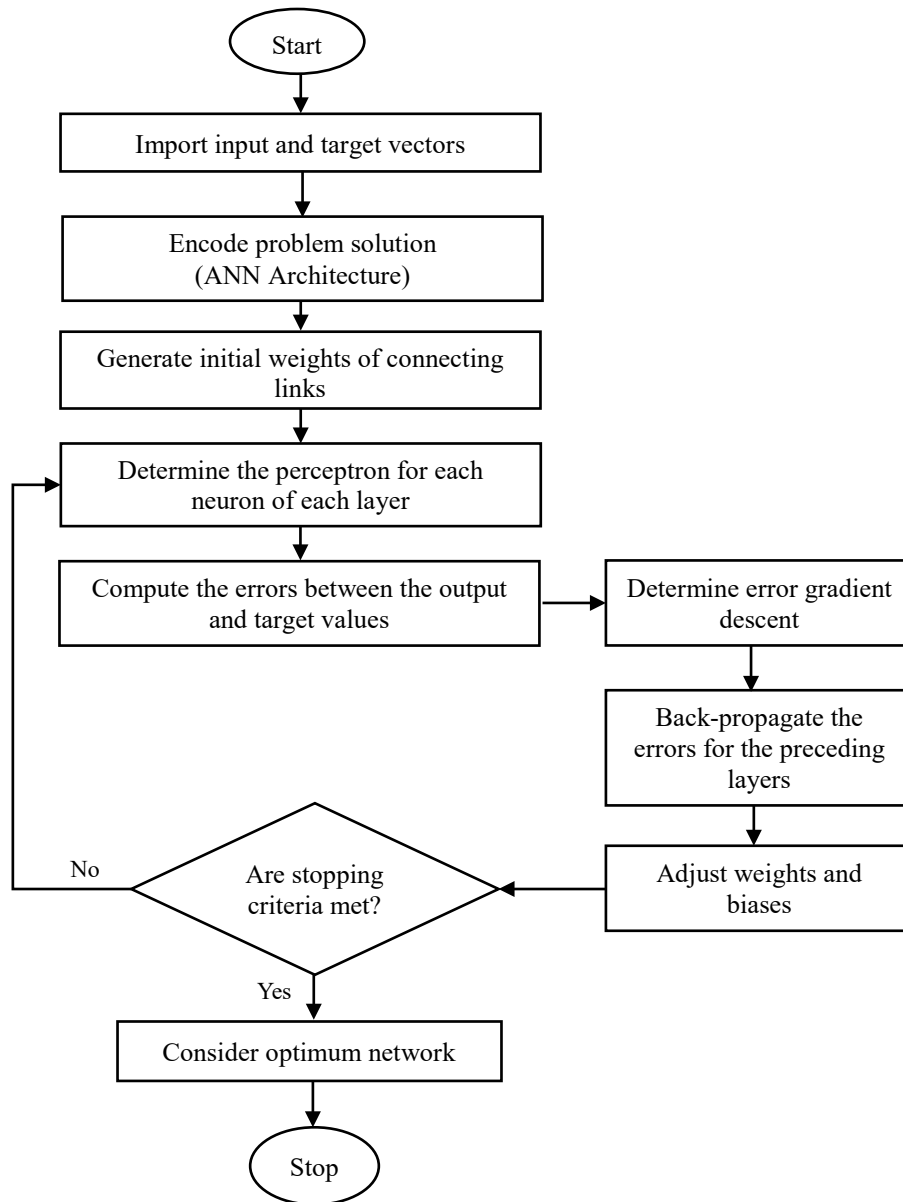 Start
Import input and target vectors
Encode problem solution
(ANN Architecture)
Generate initial weights of connecting
links
Determine the perceptron for each
neuron of each layer
Compute the errors between the output
and target values
Determine error gradient
descent
Back-propagate the
errors for the preceding
layers
Adjust weights and
biases
Are stopping
criteria met?
No
Yes
Consider optimum network
Stop